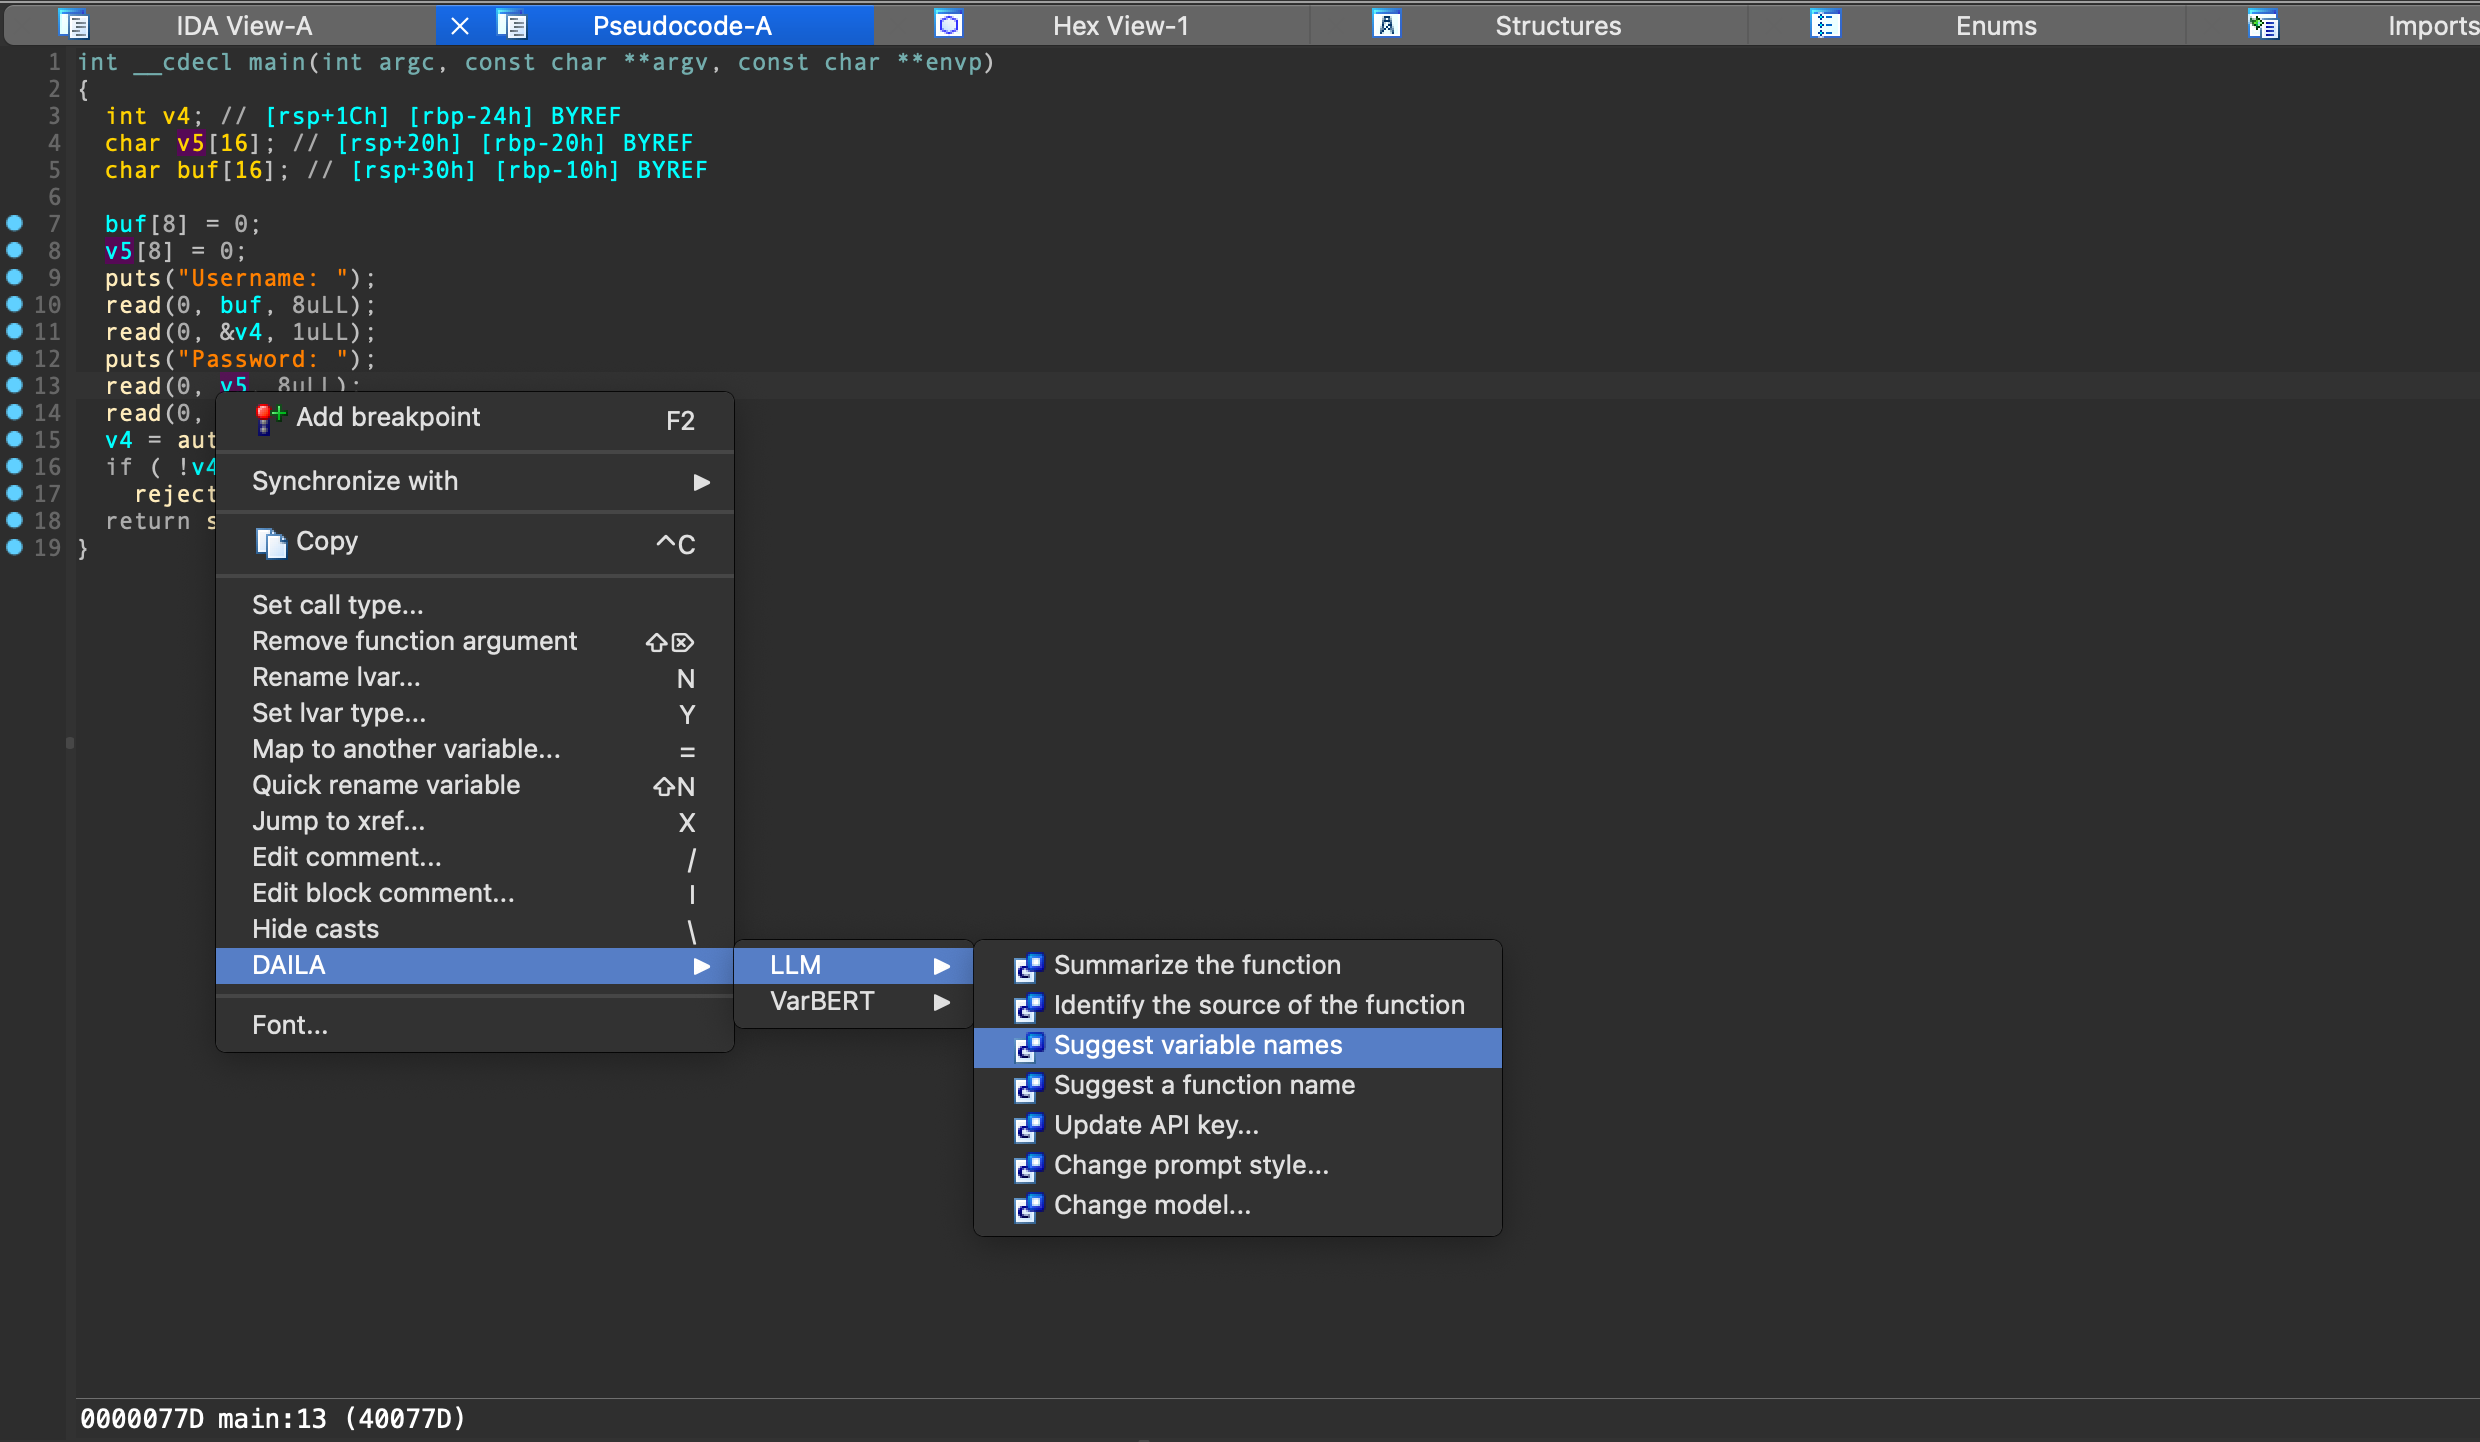 IDA View-A
Pseudocode-A
Hex View-1
Structures
Enums
Imports
1 int __cdecl main(int argc, const char **argv, const char **envp)
2 {
3 int v4; // [rsp+1Ch] [rbp-24h] BYREF
4 char v5[16]; // [rsp+20h] [rbp-20h] BYREF
5 char buf[16]; // [rsp+30h] [rbp-10h] BYREF
6
7 buf[8] = 0;
8 v5[8] = 0;
9 puts("Username: ");
10 read(0, buf, 8uLL);
11 read(0, &v4, 1uLL);
12 puts("Password: ");
13 read(0, v5, 8uLL);
14 read(0,
15 v4 = aut
16 if ( !v4
17 reject
18 return s
19 }
Add breakpoint F2
Synchronize with
Copy ^C
Set call type...
Remove function argument ⇧⌦
Rename lvar... N
Set lvar type... Y
Map to another variable... =
Quick rename variable ⇧N
Jump to xref... X
Edit comment... /
Edit block comment... |
Hide casts \
DAILA
Font...
LLM
VarBERT
Summarize the function
Identify the source of the function
Suggest variable names
Suggest a function name
Update API key...
Change prompt style...
Change model...
0000077D main:13 (40077D)